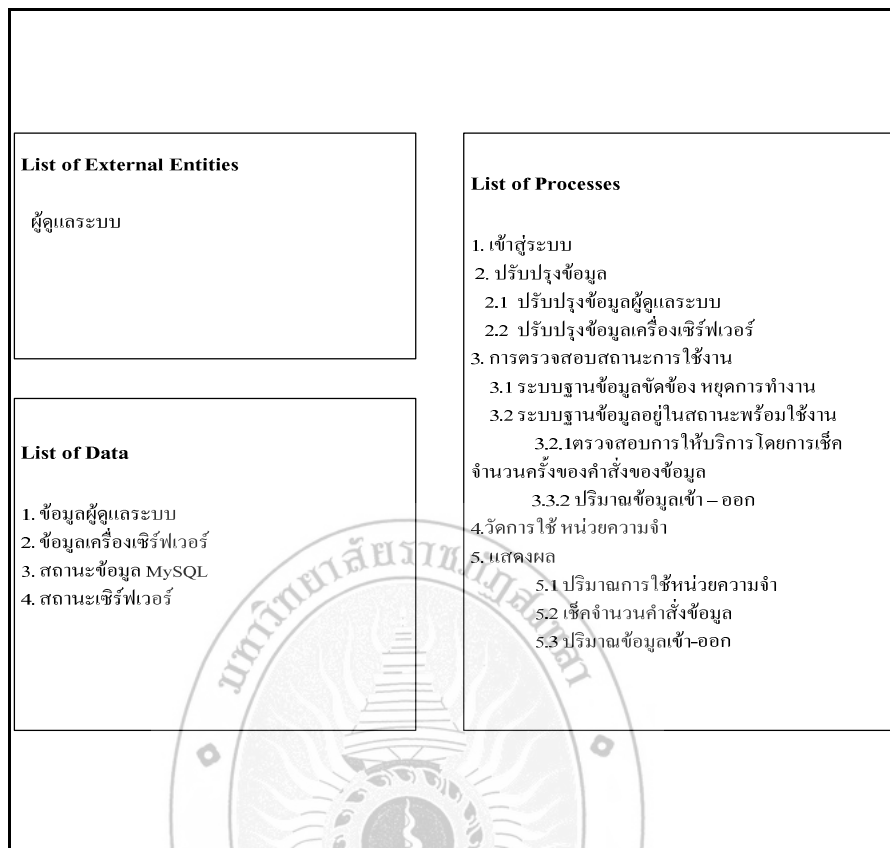 List of External Entities
ผู้ดูแลระบบ
List of Data
1. ข้อมูลผู้ดูแลระบบ
2. ข้อมูลเครื่องเซิร์ฟเวอร์
3. สถานะข้อมูล MySQL
4. สถานะเซิร์ฟเวอร์
List of Processes
1. เข้าสู่ระบบ
2. ปรับปรุงข้อมูล
2.1 ปรับปรุงข้อมูลผู้ดูแลระบบ
2.2 ปรับปรุงข้อมูลเครื่องเซิร์ฟเวอร์
3. การตรวจสอบสถานะการใช้งาน
3.1 ระบบฐานข้อมูลขัดข้อง หยุดการทำงาน
3.2 ระบบฐานข้อมูลอยู่ในสถานะพร้อมใช้งาน
3.2.1ตรวจสอบการให้บริการโดยการเช็ค
จำนวนครั้งของคำสั่งของข้อมูล
3.3.2 ปริมาณข้อมูลเข้า – ออก
4.วัดการใช้ หน่วยความจำ
5. แสดงผล
5.1 ปริมาณการใช้หน่วยความจำ
5.2 เช็คจำนวนคำสั่งข้อมูล
5.3 ปริมาณข้อมูลเข้า-ออก